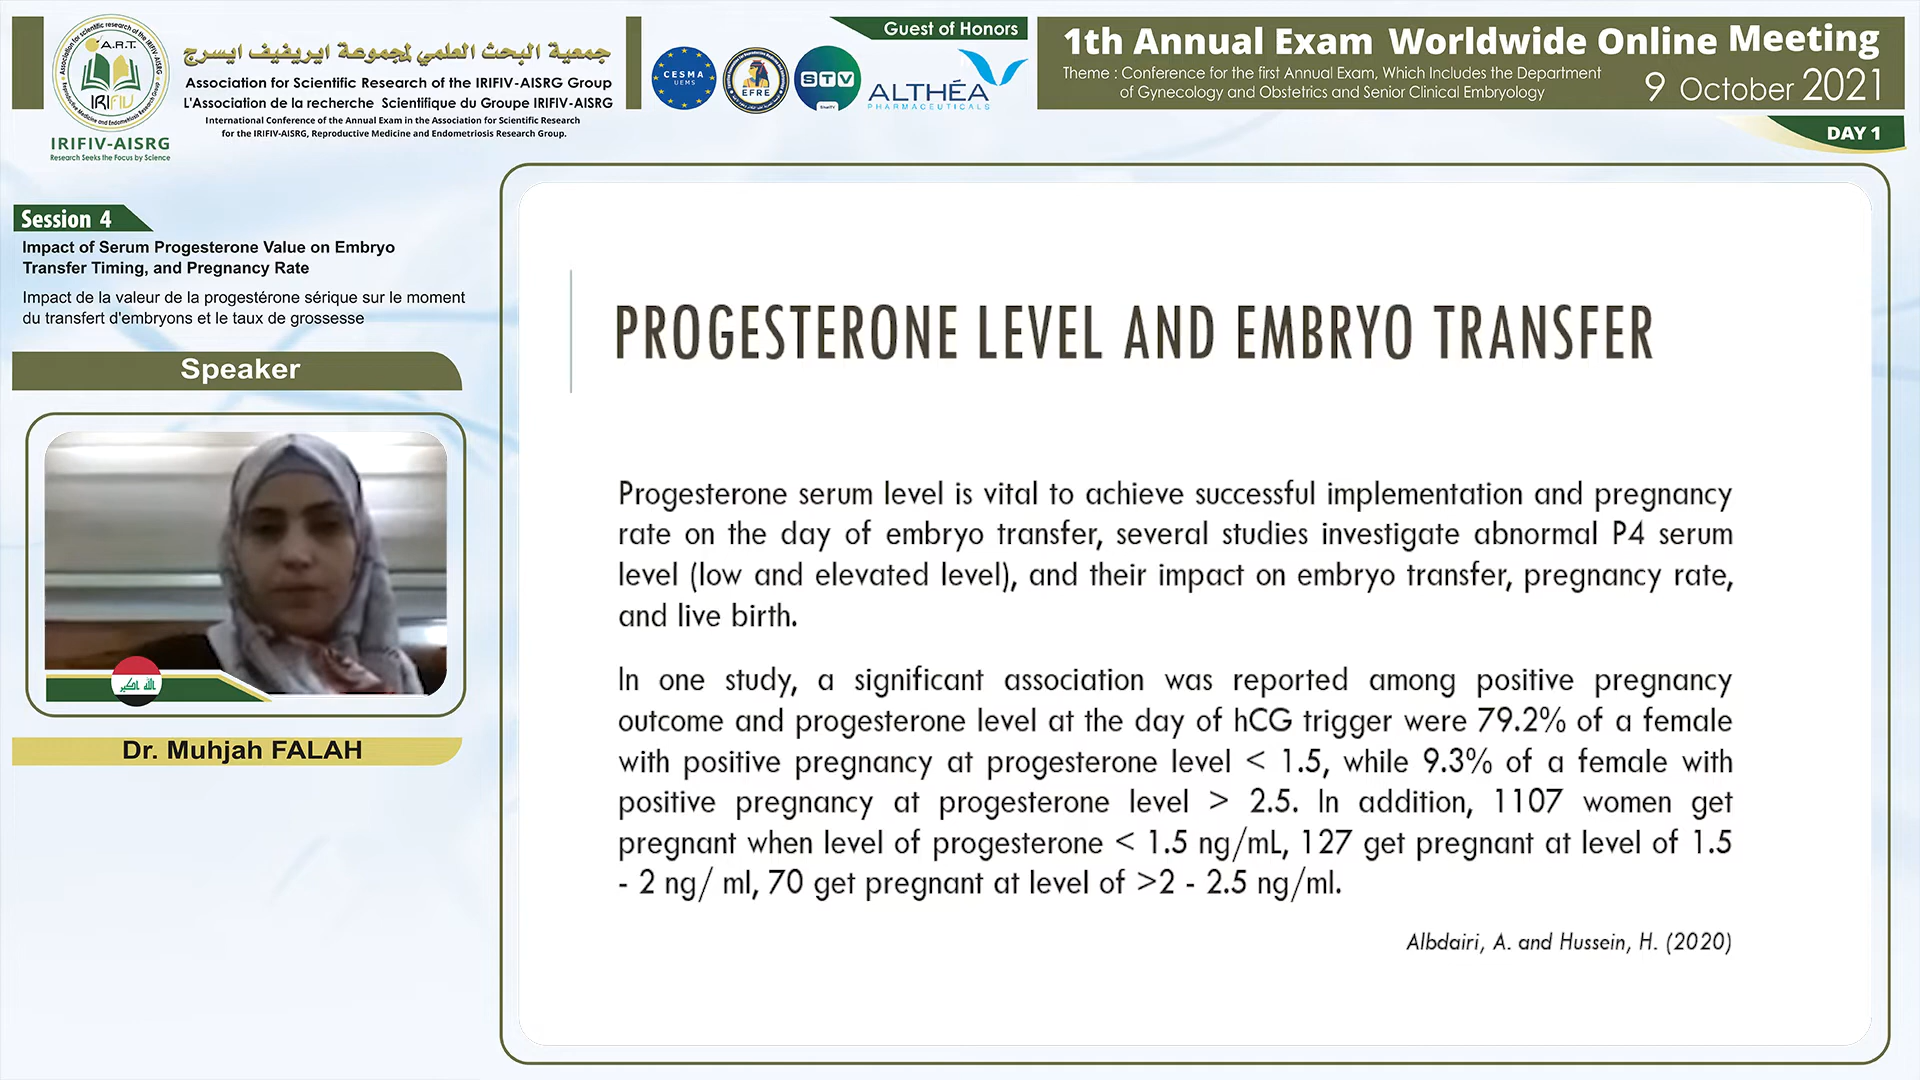 A.R.T.
IRIFIV
IRIFIV-AISRG
Research Seeks the Focus by Science
جمعية البحث العلمي لمجموعة ايريفيف ايسرج
Association for Scientific Research of the IRIFIV-AISRG Group
L'Association de la recherche Scientifique du Groupe IRIFIV-AISRG
International Conference of the Annual Exam in the Association for Scientific Research
for the IRIFIV-AISRG, Reproductive Medicine and Endometriosis Research Group.
Guest of Honors
CESMA
UEMS
EFRE
STV
ALTHÉA
PHARMACEUTICALS
1th Annual Exam Worldwide Online Meeting
Theme : Conference for the first Annual Exam, Which Includes the Department
of Gynecology and Obstetrics and Senior Clinical Embryology
9 October 2021
DAY 1
Session 4
Impact of Serum Progesterone Value on Embryo
Transfer Timing, and Pregnancy Rate
Impact de la valeur de la progestérone sérique sur le moment
du transfert d'embryons et le taux de grossesse
Speaker
الله اكبر
Dr. Muhjah FALAH
PROGESTERONE LEVEL AND EMBRYO TRANSFER
Progesterone serum level is vital to achieve successful implementation and pregnancy
rate on the day of embryo transfer, several studies investigate abnormal P4 serum
level (low and elevated level), and their impact on embryo transfer, pregnancy rate,
and live birth.
In one study, a significant association was reported among positive pregnancy
outcome and progesterone level at the day of hCG trigger were 79.2% of a female
with positive pregnancy at progesterone level < 1.5, while 9.3% of a female with
positive pregnancy at progesterone level > 2.5. In addition, 1107 women get
pregnant when level of progesterone < 1.5 ng/mL, 127 get pregnant at level of 1.5
- 2 ng/ ml, 70 get pregnant at level of >2 - 2.5 ng/ml.
Albdairi, A. and Hussein, H. (2020)